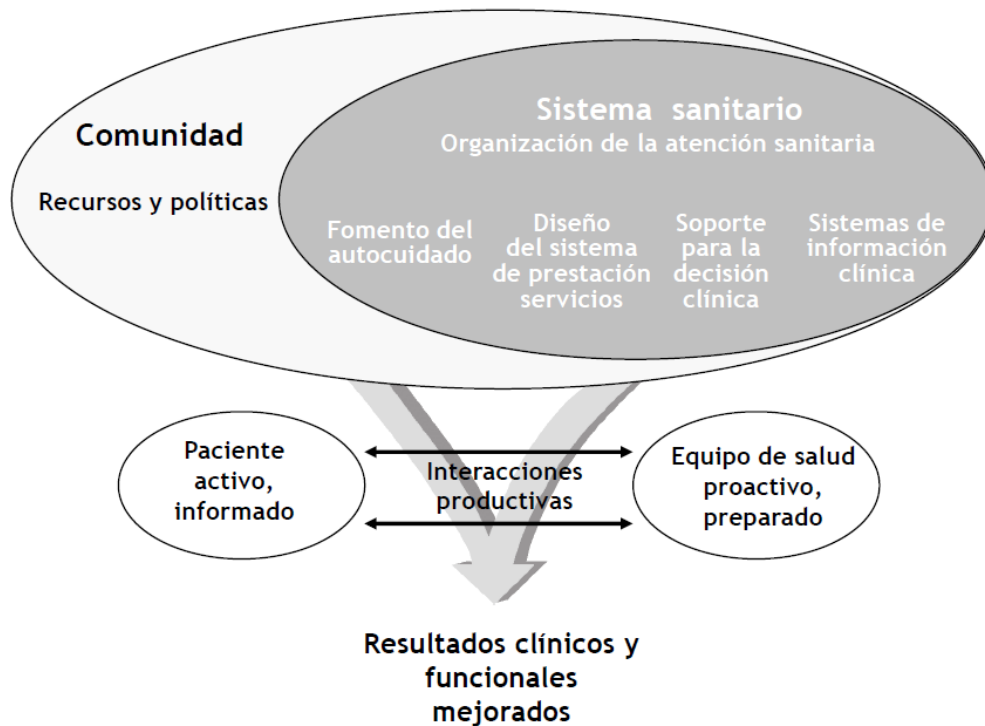 Comunidad
Recursos y políticas
Sistema sanitario
Organización de la atención sanitaria
Fomento del
autocuidado
Diseño
del sistema
de prestación
servicios
Soporte
para la
decisión
clínica
Sistemas de
información
clínica
Paciente
activo,
informado
Interacciones
productivas
Equipo de salud
proactivo,
preparado
Resultados clínicos y
funcionales
mejorados